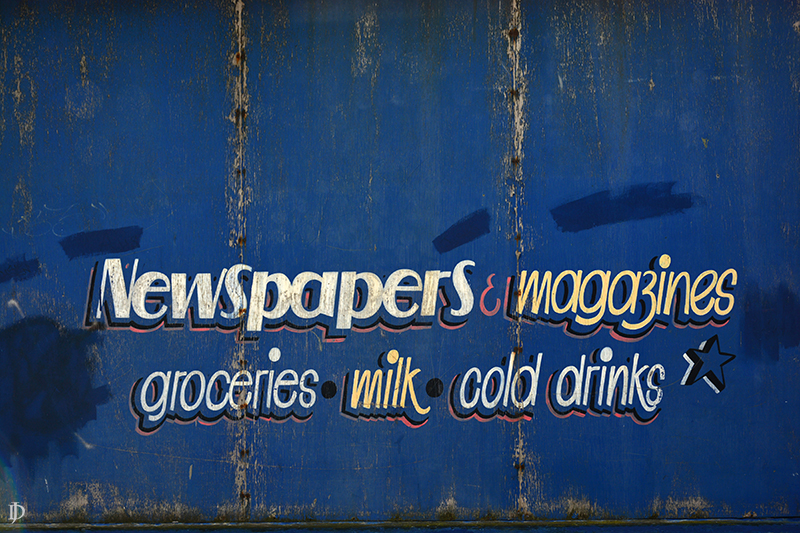 Newspapers & magazines
groceries • milk • cold drinks